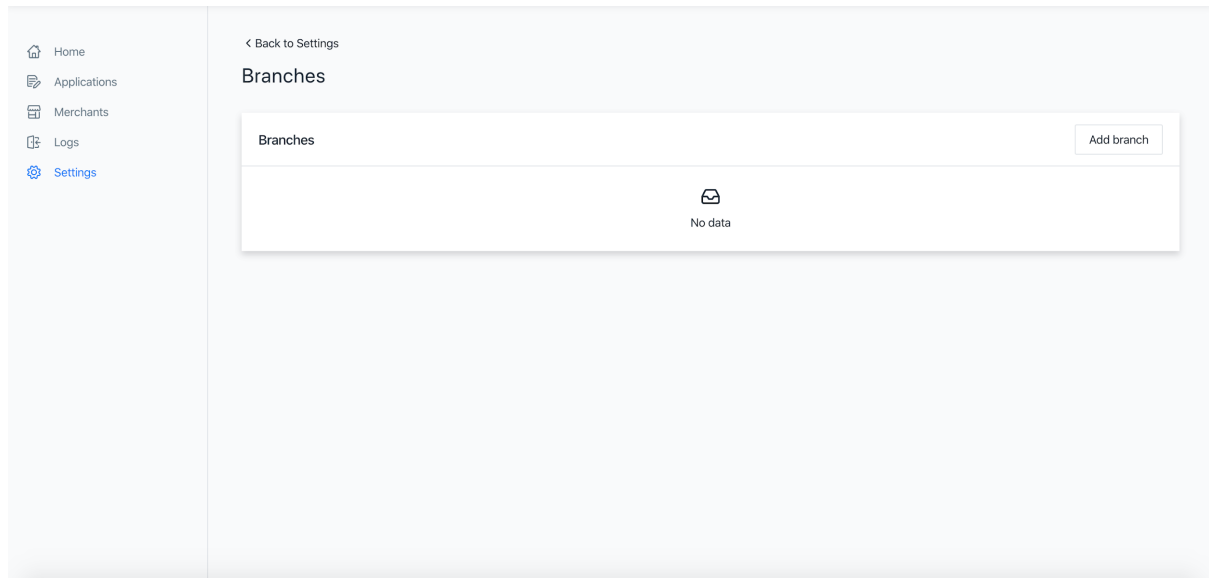 Home
Applications
Merchants
Logs
Settings
Back to Settings
Branches
Branches
Add branch
No data